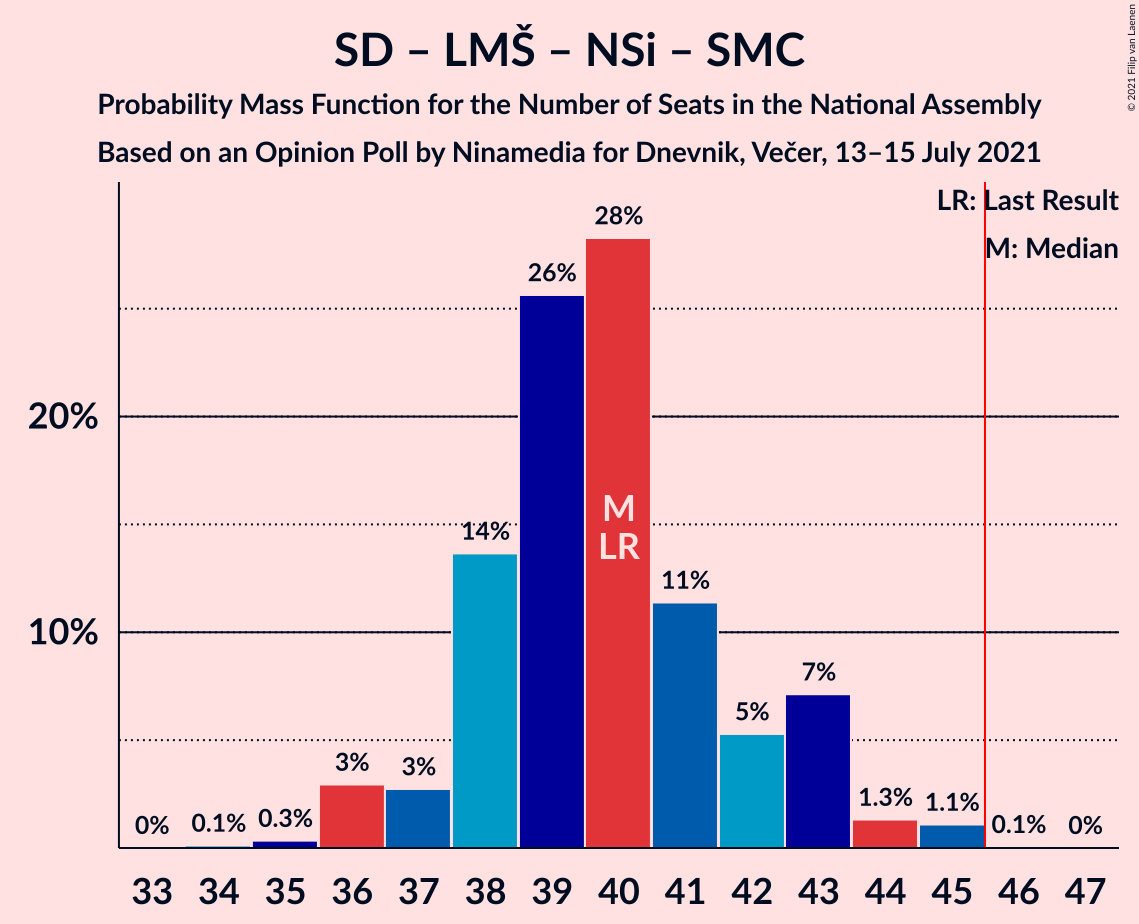 SD – LMŠ – NSi – SMC
Probability Mass Function for the Number of Seats in the National Assembly
Based on an Opinion Poll by Ninamedia for Dnevnik, Večer, 13–15 July 2021
© 2021 Filip van Laenen
LR: Last Result
M: Median
20%
10%
0%
0.1%
0.3%
3%
3%
14%
26%
28%
11%
5%
7%
1.3%
1.1%
0.1%
0%
M
LR
33 34 35 36 37 38 39 40 41 42 43 44 45 46 47